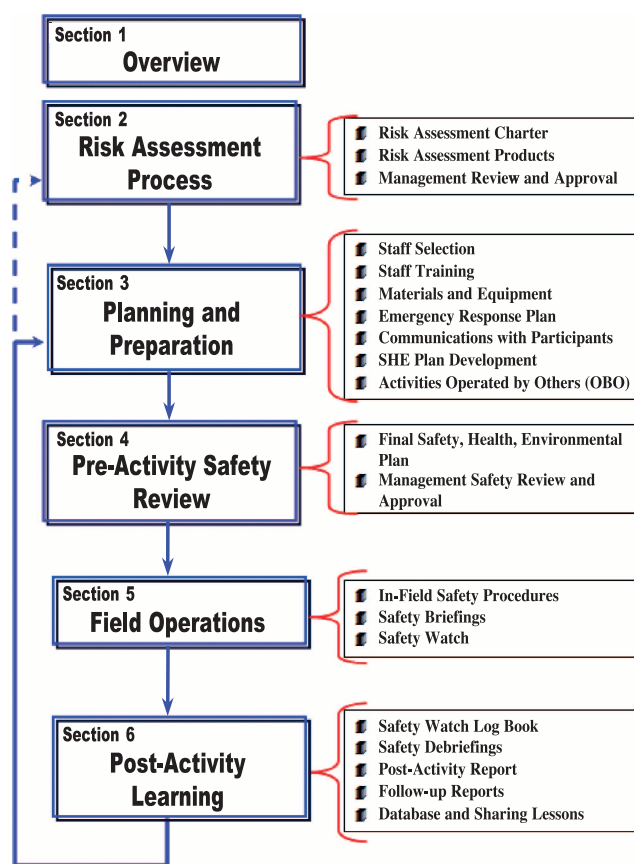 Section 1
Overview
Section 2
Risk Assessment
Process
Risk Assessment Charter
Risk Assessment Products
Management Review and Approval
Section 3
Planning and
Preparation
Staff Selection
Staff Training
Materials and Equipment
Emergency Response Plan
Communications with Participants
SHE Plan Development
Activities Operated by Others (OBO)
Section 4
Pre-Activity Safety
Review
Final Safety, Health, Environmental
Plan
Management Safety Review and
Approval
Section 5
Field Operations
In-Field Safety Procedures
Safety Briefings
Safety Watch
Section 6
Post-Activity
Learning
Safety Watch Log Book
Safety Debriefings
Post-Activity Report
Follow-up Reports
Database and Sharing Lessons